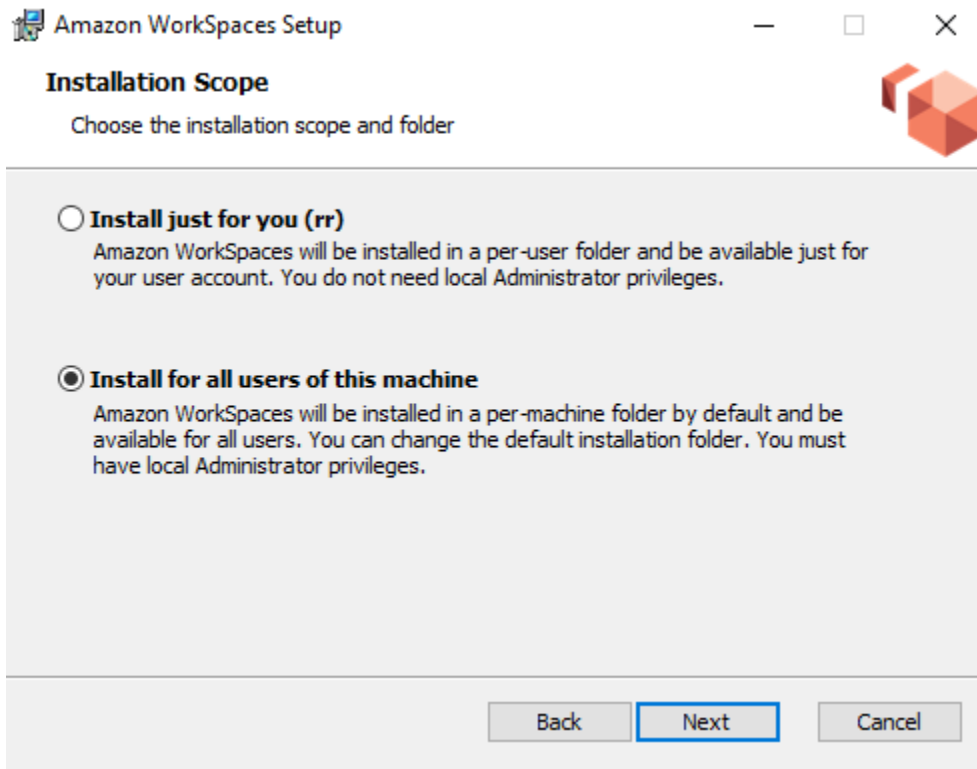 Amazon WorkSpaces Setup
Installation Scope
Choose the installation scope and folder
Install just for you (rr)
Amazon WorkSpaces will be installed in a per-user folder and be available just for
your user account. You do not need local Administrator privileges.
Install for all users of this machine
Amazon WorkSpaces will be installed in a per-machine folder by default and be
available for all users. You can change the default installation folder. You must
have local Administrator privileges.
Back Next Cancel